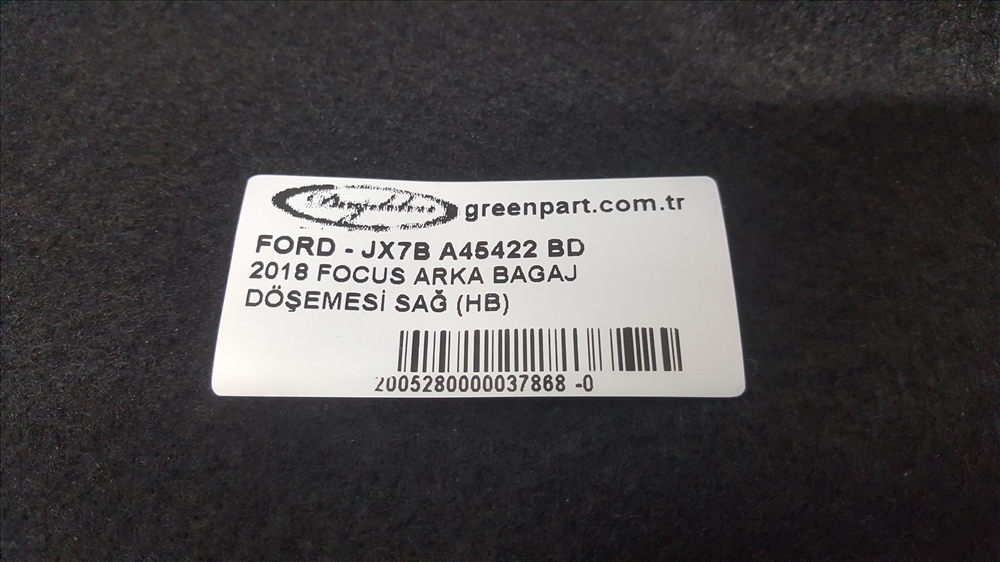 greenpart.com.tr
FORD - JX7B A45422 BD
2018 FOCUS ARKA BAGAJ
DÖŞEMESİ SAĞ (HB)
2005280000037868 -0